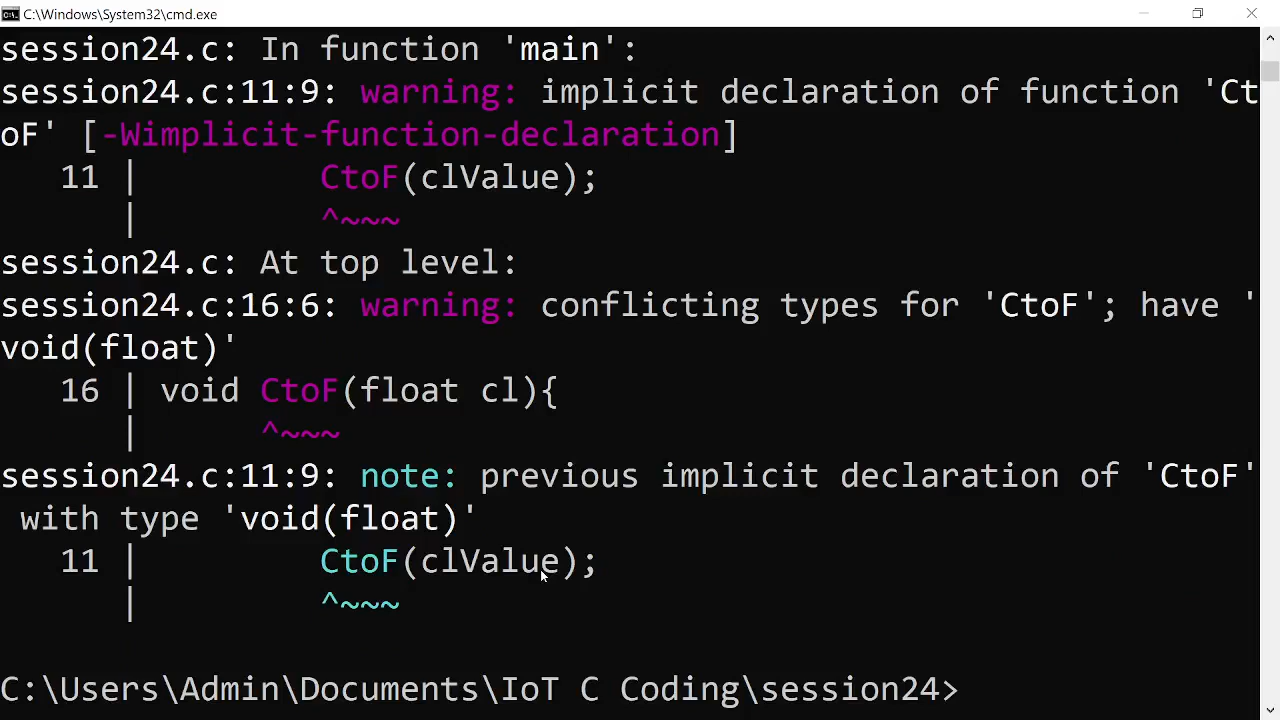 C:\Windows\System32\cmd.exe
session24.c: In function 'main':
session24.c:11:9: warning: implicit declaration of function 'Ct
oF' [-Wimplicit-function-declaration]
   11 |         CtoF(clValue);
      |         ^~~~
session24.c: At top level:
session24.c:16:6: warning: conflicting types for 'CtoF'; have '
void(float)'
   16 | void CtoF(float cl){
      |      ^~~~
session24.c:11:9: note: previous implicit declaration of 'CtoF'
 with type 'void(float)'
   11 |         CtoF(clValue);
      |         ^~~~
C:\Users\Admin\Documents\IoT C Coding\session24>